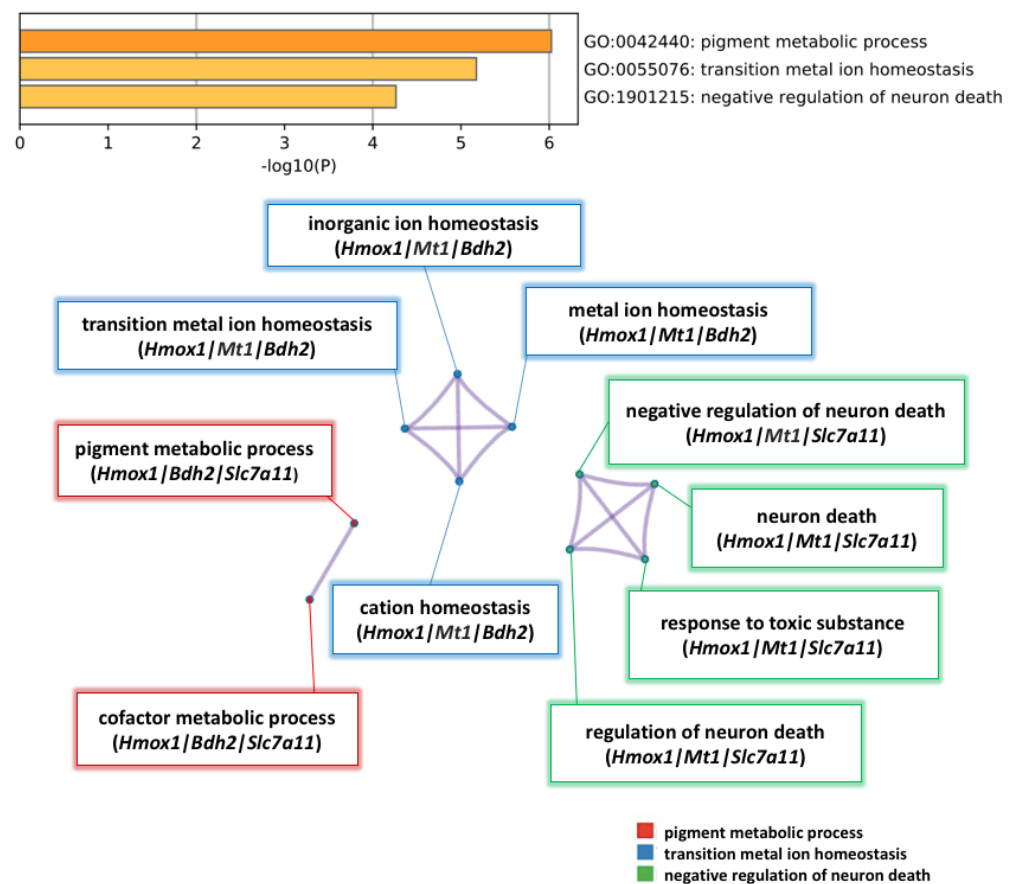 GO:0042440: pigment metabolic process
GO:0055076: transition metal ion homeostasis
GO:1901215: negative regulation of neuron death
0 1 2 3 4 5 6
-log10(P)
inorganic ion homeostasis
(Hmox1|Mt1|Bdh2)
transition metal ion homeostasis
(Hmox1|Mt1|Bdh2)
metal ion homeostasis
(Hmox1|Mt1|Bdh2)
negative regulation of neuron death
(Hmox1|Mt1|Slc7a11)
pigment metabolic process
(Hmox1|Bdh2|Slc7a11)
neuron death
(Hmox1|Mt1|Slc7a11)
cation homeostasis
(Hmox1|Mt1|Bdh2)
response to toxic substance
(Hmox1|Mt1|Slc7a11)
cofactor metabolic process
(Hmox1|Bdh2|Slc7a11)
regulation of neuron death
(Hmox1|Mt1|Slc7a11)
pigment metabolic process
transition metal ion homeostasis
negative regulation of neuron death